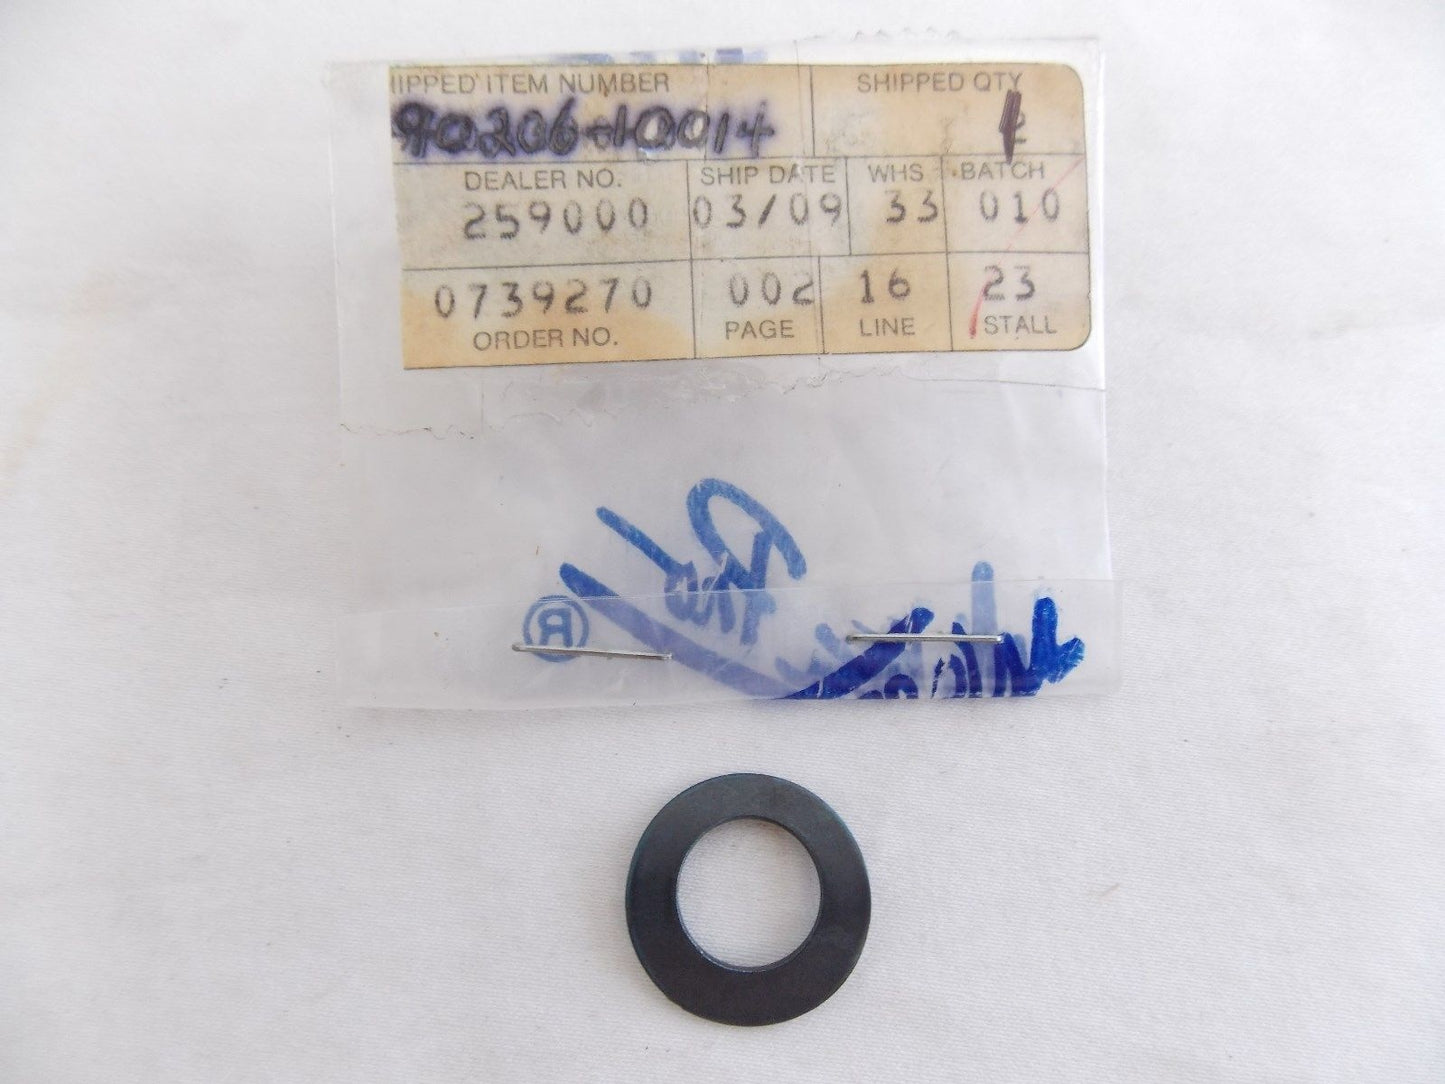 IPPED ITEM NUMBER SHIPPED QTY
90206-10014 1
DEALER NO. SHIP DATE WHS BATCH
259000 03/09 33 010
0739270 002 16 23
ORDER NO. PAGE LINE STALL
®